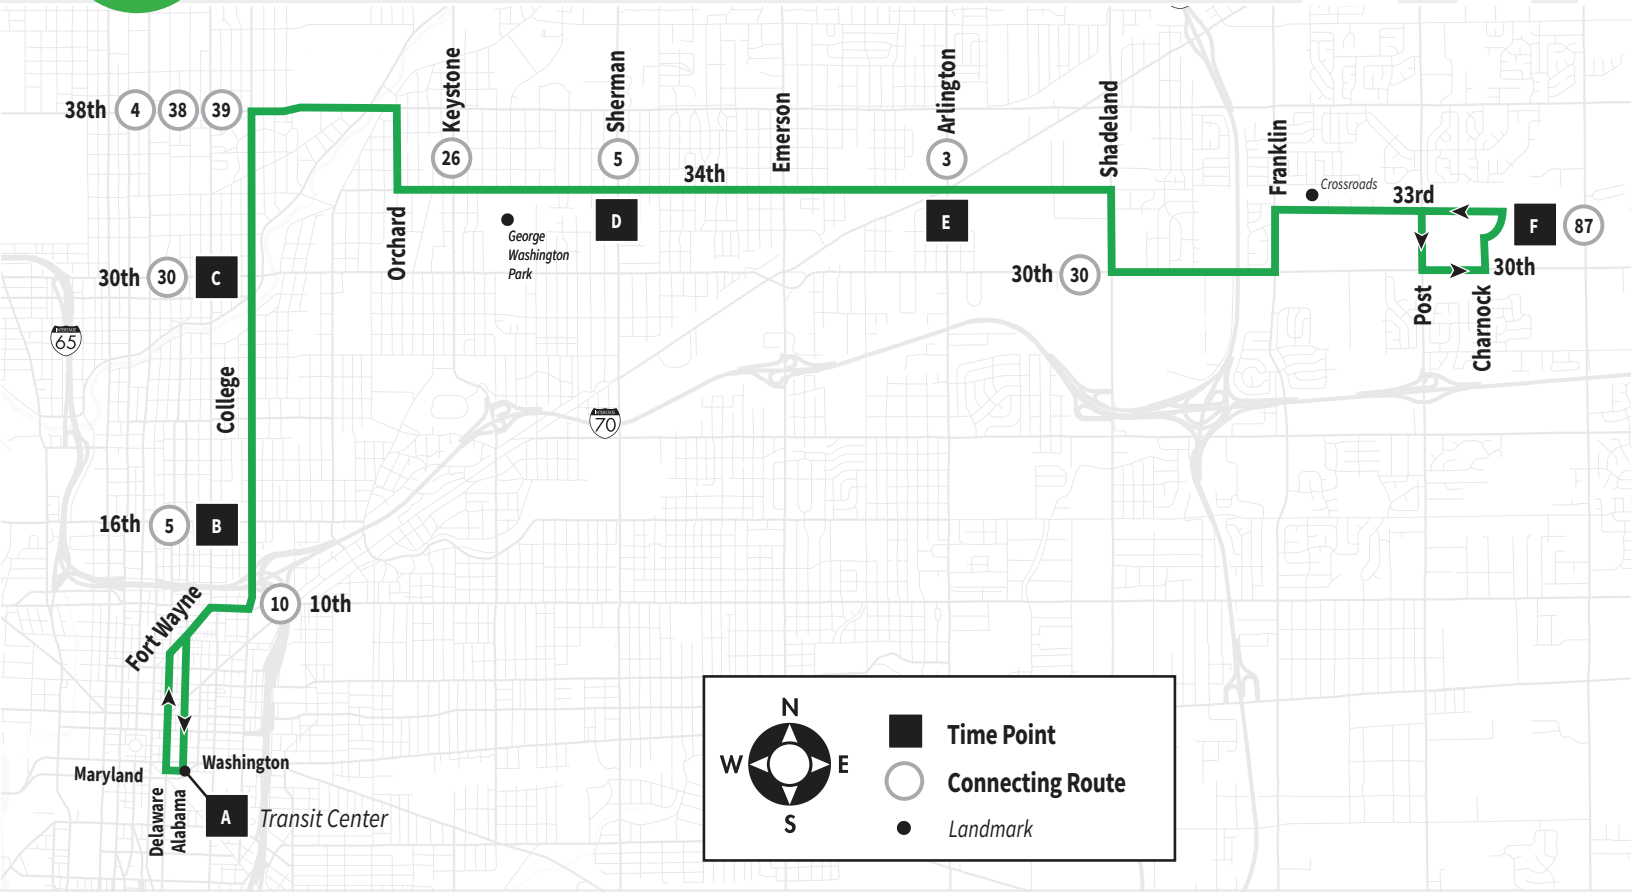 Keystone
Sherman
Emerson
Arlington
Shadeland
Franklin
38th 4 38 39
26
5
3
34th
Crossroads
33rd
Orchard
George
Washington
Park
D
E
F 87
30th 30 C
30th 30
30th
Post
Charnock
INTERSTATE
65
College
INTERSTATE
70
16th 5 B
Fort Wayne
10 10th
Washington
Maryland
Delaware
Alabama
A Transit Center
N
W E
S
Time Point
Connecting Route
Landmark